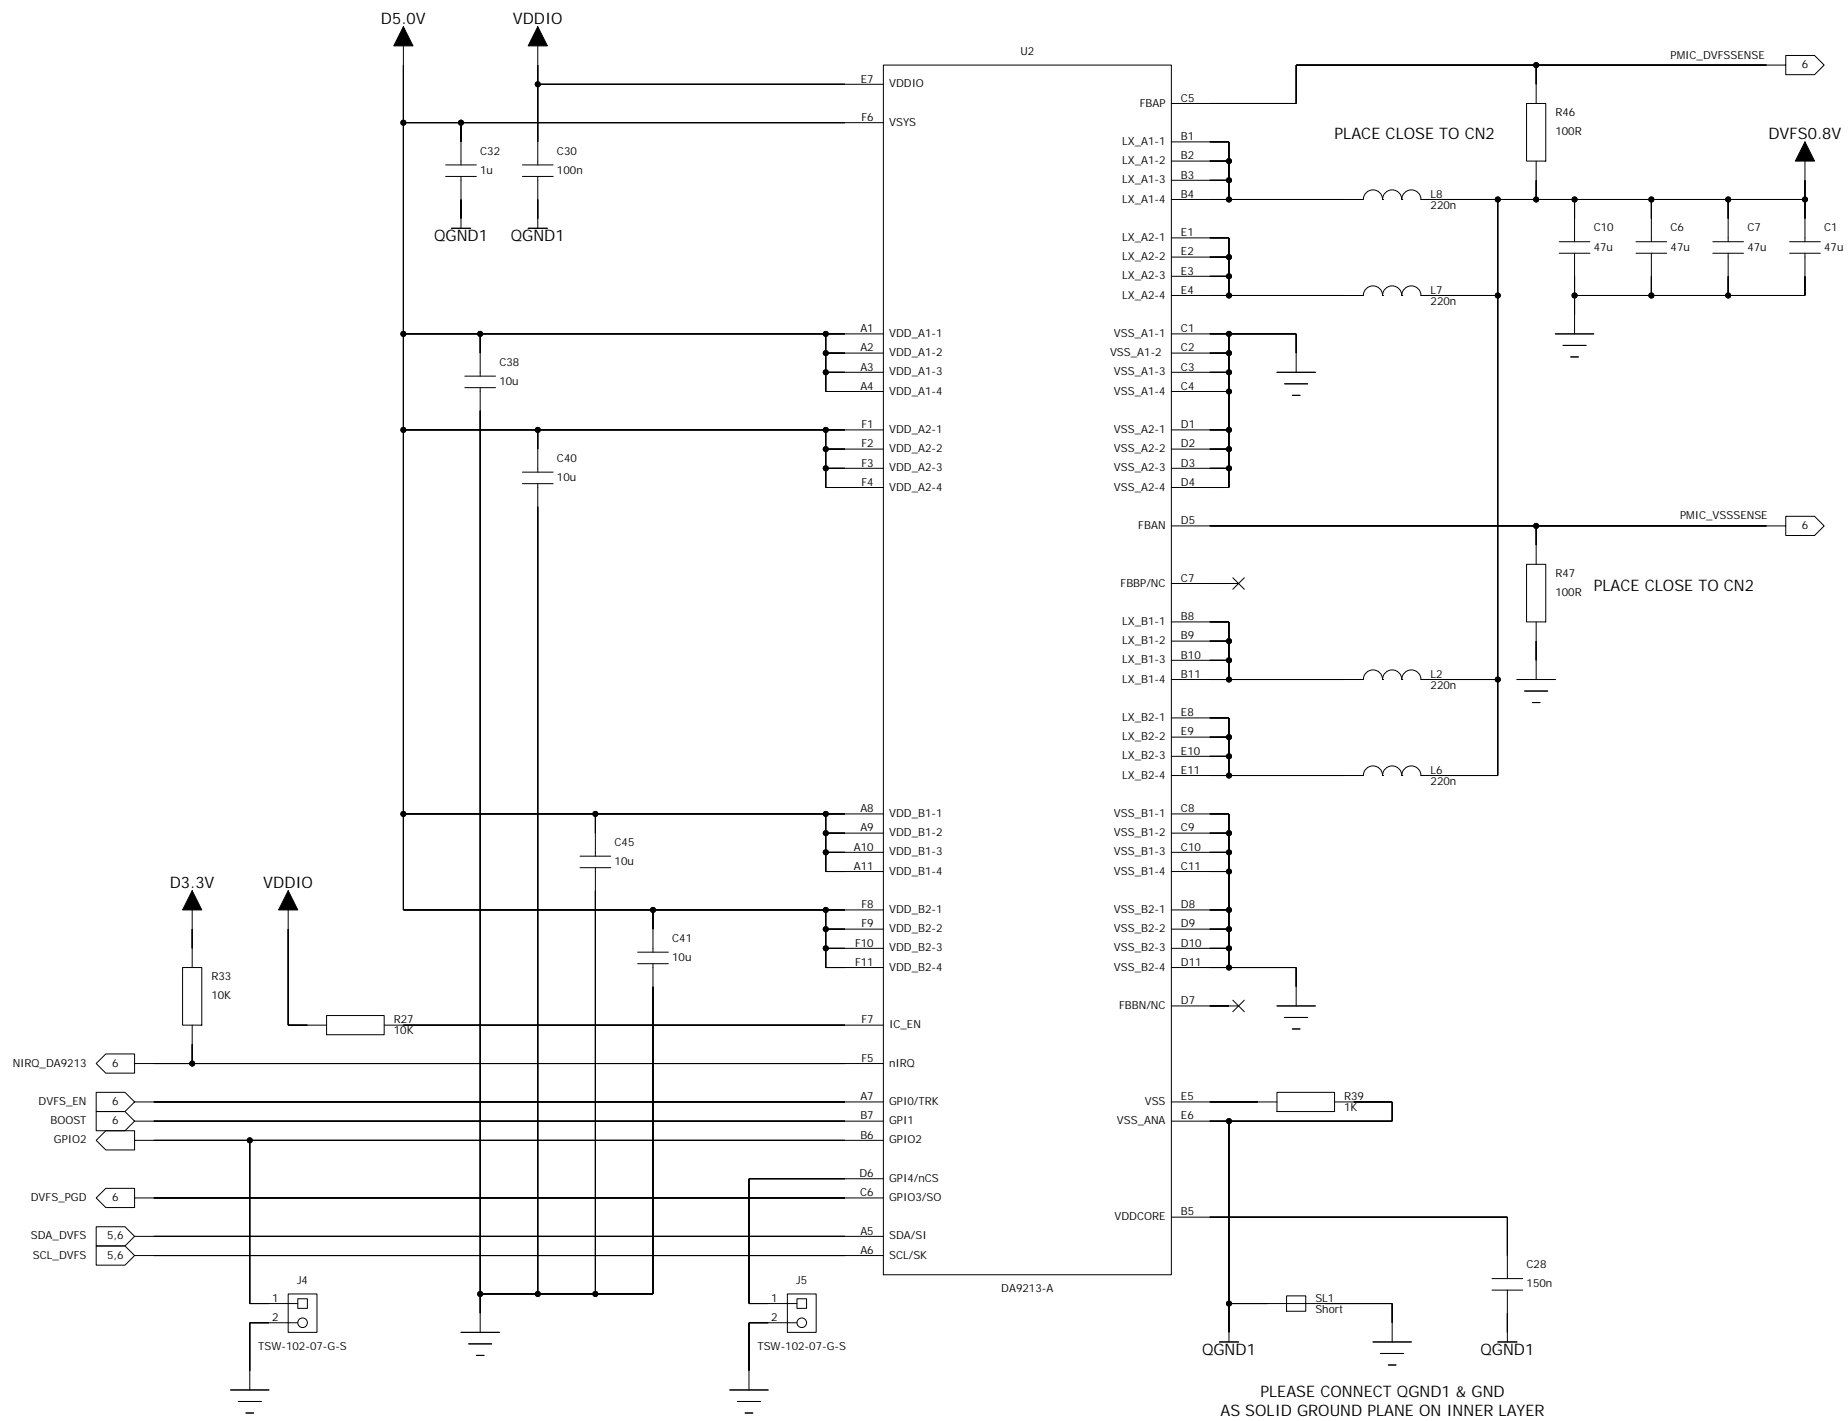 D5.0V
VDDIO
U2
PMIC_DVFSSENSE
6
E7
VDDIO
F6
VSYS
C32
1u
C30
100n
QGND1
QGND1
FBAP
C5
R46
100R
PLACE CLOSE TO CN2
DVFS0.8V
LX_A1-1
B1
LX_A1-2
B2
LX_A1-3
B3
LX_A1-4
B4
L8
220n
C10
47u
C6
47u
C7
47u
C1
47u
LX_A2-1
E1
LX_A2-2
E2
LX_A2-3
E3
LX_A2-4
E4
L7
220n
A1
VDD_A1-1
A2
VDD_A1-2
A3
VDD_A1-3
A4
VDD_A1-4
C38
10u
VSS_A1-1
C1
VSS_A1-2
C2
VSS_A1-3
C3
VSS_A1-4
C4
F1
VDD_A2-1
F2
VDD_A2-2
F3
VDD_A2-3
F4
VDD_A2-4
C40
10u
VSS_A2-1
D1
VSS_A2-2
D2
VSS_A2-3
D3
VSS_A2-4
D4
FBAN
D5
PMIC_VSSSENSE
6
FBBP/NC
C7
R47
100R
PLACE CLOSE TO CN2
LX_B1-1
B8
LX_B1-2
B9
LX_B1-3
B10
LX_B1-4
B11
L2
220n
LX_B2-1
E8
LX_B2-2
E9
LX_B2-3
E10
LX_B2-4
E11
L6
220n
A8
VDD_B1-1
A9
VDD_B1-2
A10
VDD_B1-3
A11
VDD_B1-4
C45
10u
VSS_B1-1
C8
VSS_B1-2
C9
VSS_B1-3
C10
VSS_B1-4
C11
D3.3V
VDDIO
F8
VDD_B2-1
F9
VDD_B2-2
F10
VDD_B2-3
F11
VDD_B2-4
C41
10u
VSS_B2-1
D8
VSS_B2-2
D9
VSS_B2-3
D10
VSS_B2-4
D11
R33
10K
FBBN/NC
D7
R27
10K
F7
IC_EN
NIRQ_DA9213
6
F5
nIRQ
DVFS_EN
6
A7
GPI0/TRK
BOOST
6
B7
GPI1
GPIO2
B6
GPIO2
VSS
E5
R39
1K
VSS_ANA
E6
D6
GPI4/nCS
DVFS_PGD
6
C6
GPIO3/SO
VDDCORE
B5
SDA_DVFS
5,6
A5
SDA/SI
SCL_DVFS
5,6
A6
SCL/SK
C28
150n
DA9213-A
J4
1
2
TSW-102-07-G-S
J5
1
2
TSW-102-07-G-S
SL1
Short
QGND1
QGND1
PLEASE CONNECT QGND1 & GND
AS SOLID GROUND PLANE ON INNER LAYER